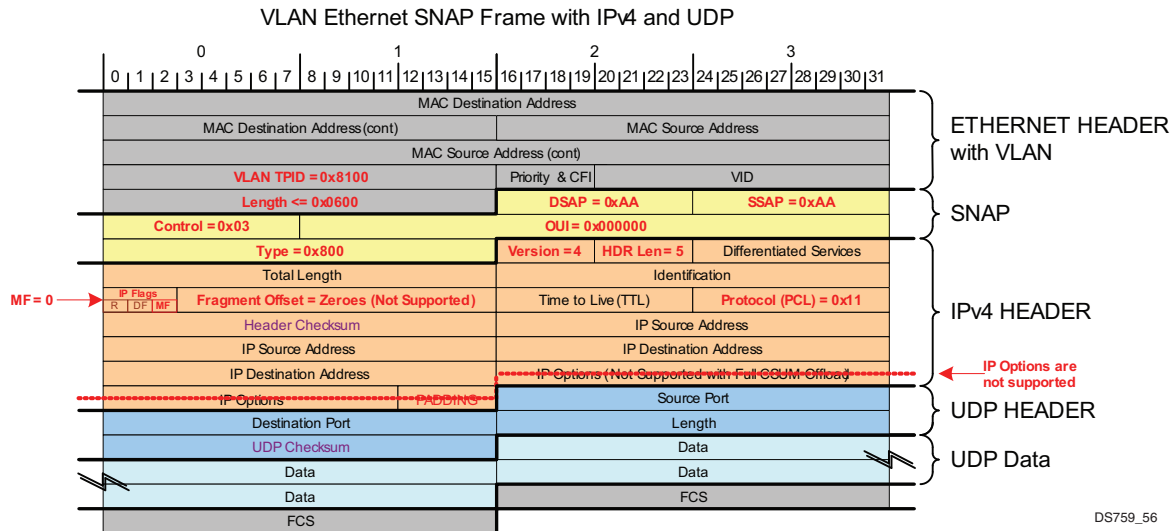 VLAN Ethernet SNAP Frame with IPv4 and UDP
0 1 2 3
0 1 2 3 4 5 6 7 8 9 10 11 12 13 14 15 16 17 18 19 20 21 22 23 24 25 26 27 28 29 30 31
MAC Destination Address
MAC Destination Address (cont) MAC Source Address
MAC Source Address (cont)
VLAN TPID = 0x8100 Priority & CFI VID
ETHERNET HEADER
with VLAN
Length <= 0x0600 DSAP = 0xAA SSAP = 0xAA
Control = 0x03 OUI = 0x000000
SNAP
Type = 0x800 Version = 4 HDR Len = 5 Differentiated Services
Total Length Identification
MF = 0
IP Flags
R DF MF Fragment Offset = Zeroes (Not Supported) Time to Live (TTL) Protocol (PCL) = 0x11
IPv4 HEADER
Header Checksum IP Source Address
IP Source Address IP Destination Address
IP Destination Address IP Options (Not Supported with Full CSUM Offload)
IP Options are
not supported
IP Options PADDING Source Port
UDP HEADER
Destination Port Length
UDP Checksum Data
UDP Data
Data Data
Data FCS
FCS
DS759_56